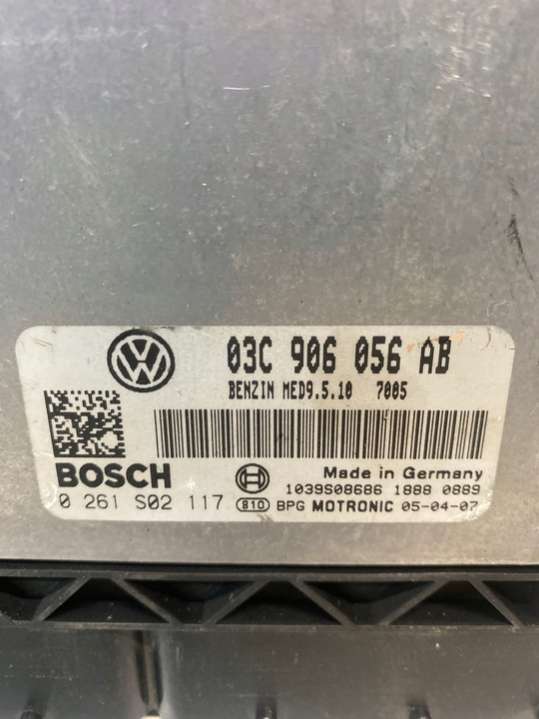 03C 906 056 AB
BENZIN MED9.5.10 7005
BOSCH
Made in Germany
1039S08686 1888 0889
0 261 S02 117 B10 BPG MOTRONIC 05-04-07